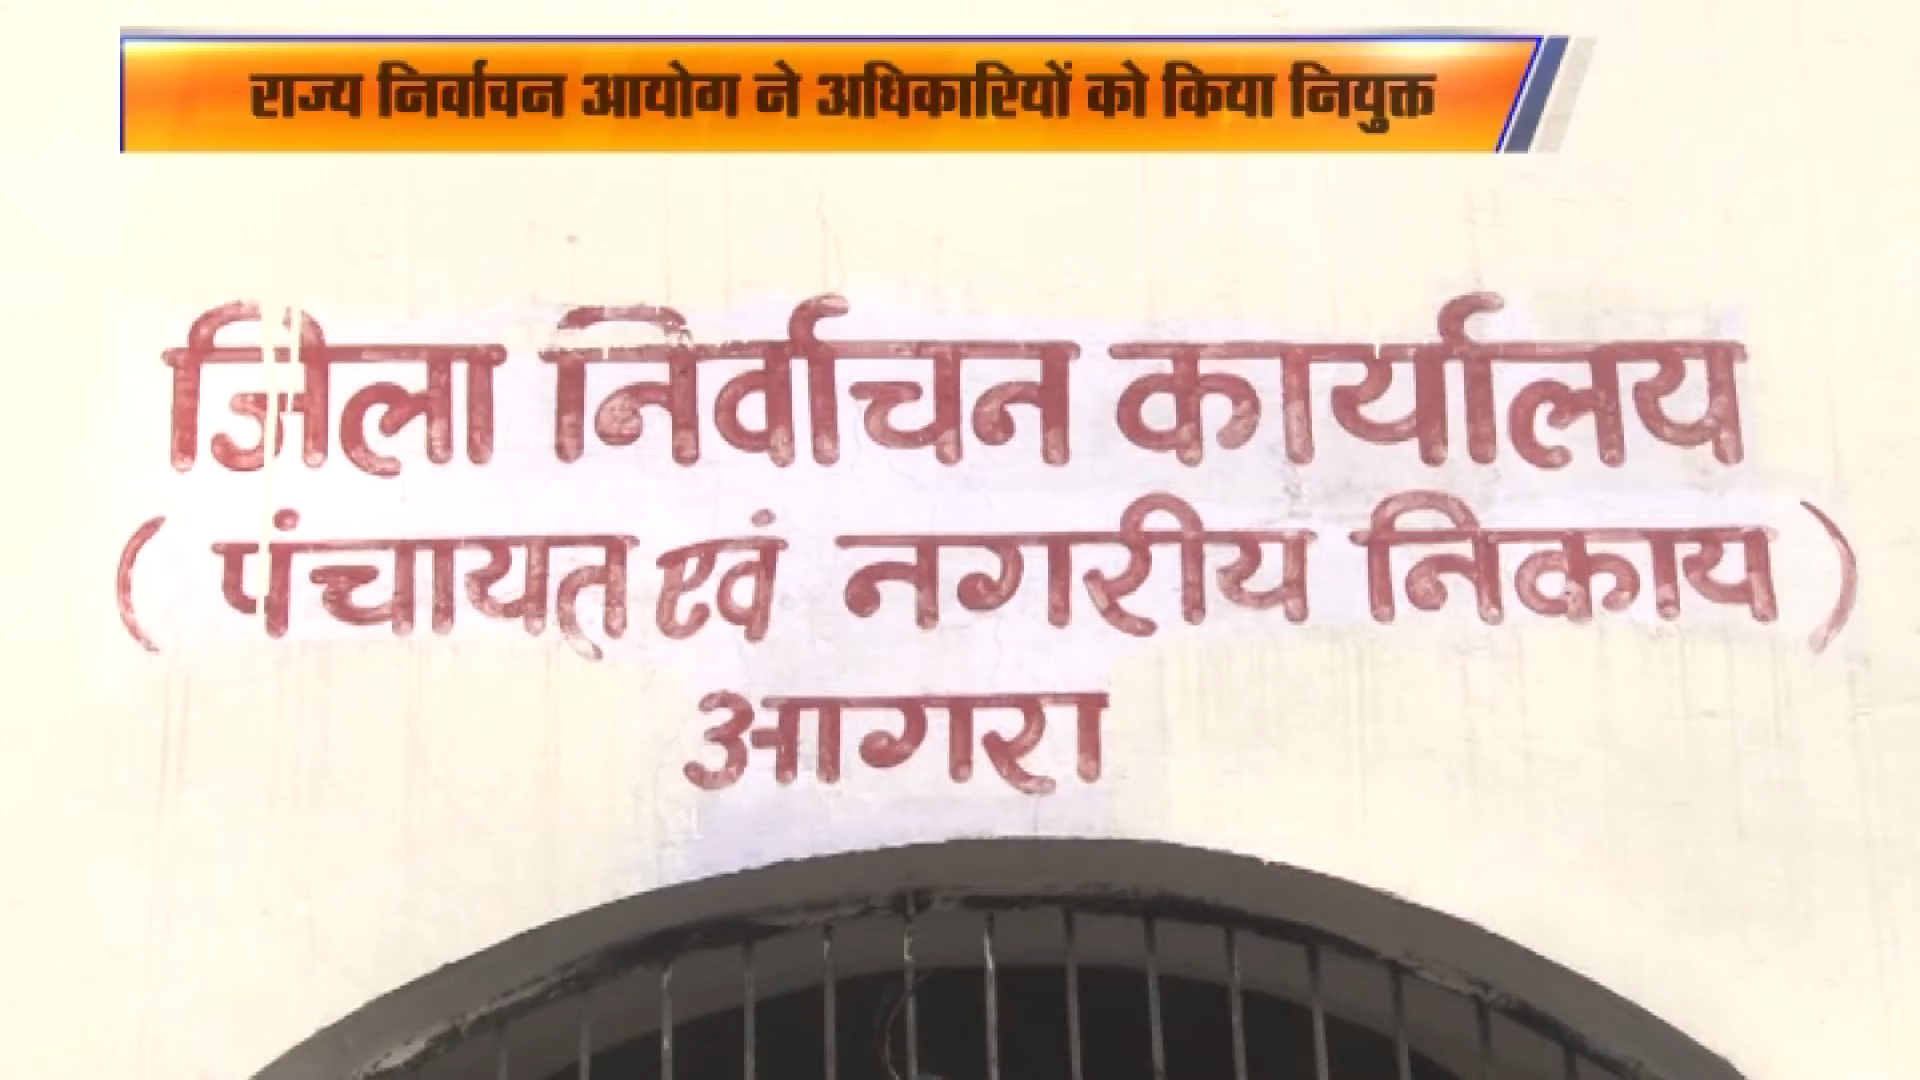 राज्य निर्वाचन आयोग ने अधिकारियों को किया नियुक्त
जिला निर्वाचन कार्यालय
( पंचायत एवं नगरीय निकाय )
आगरा